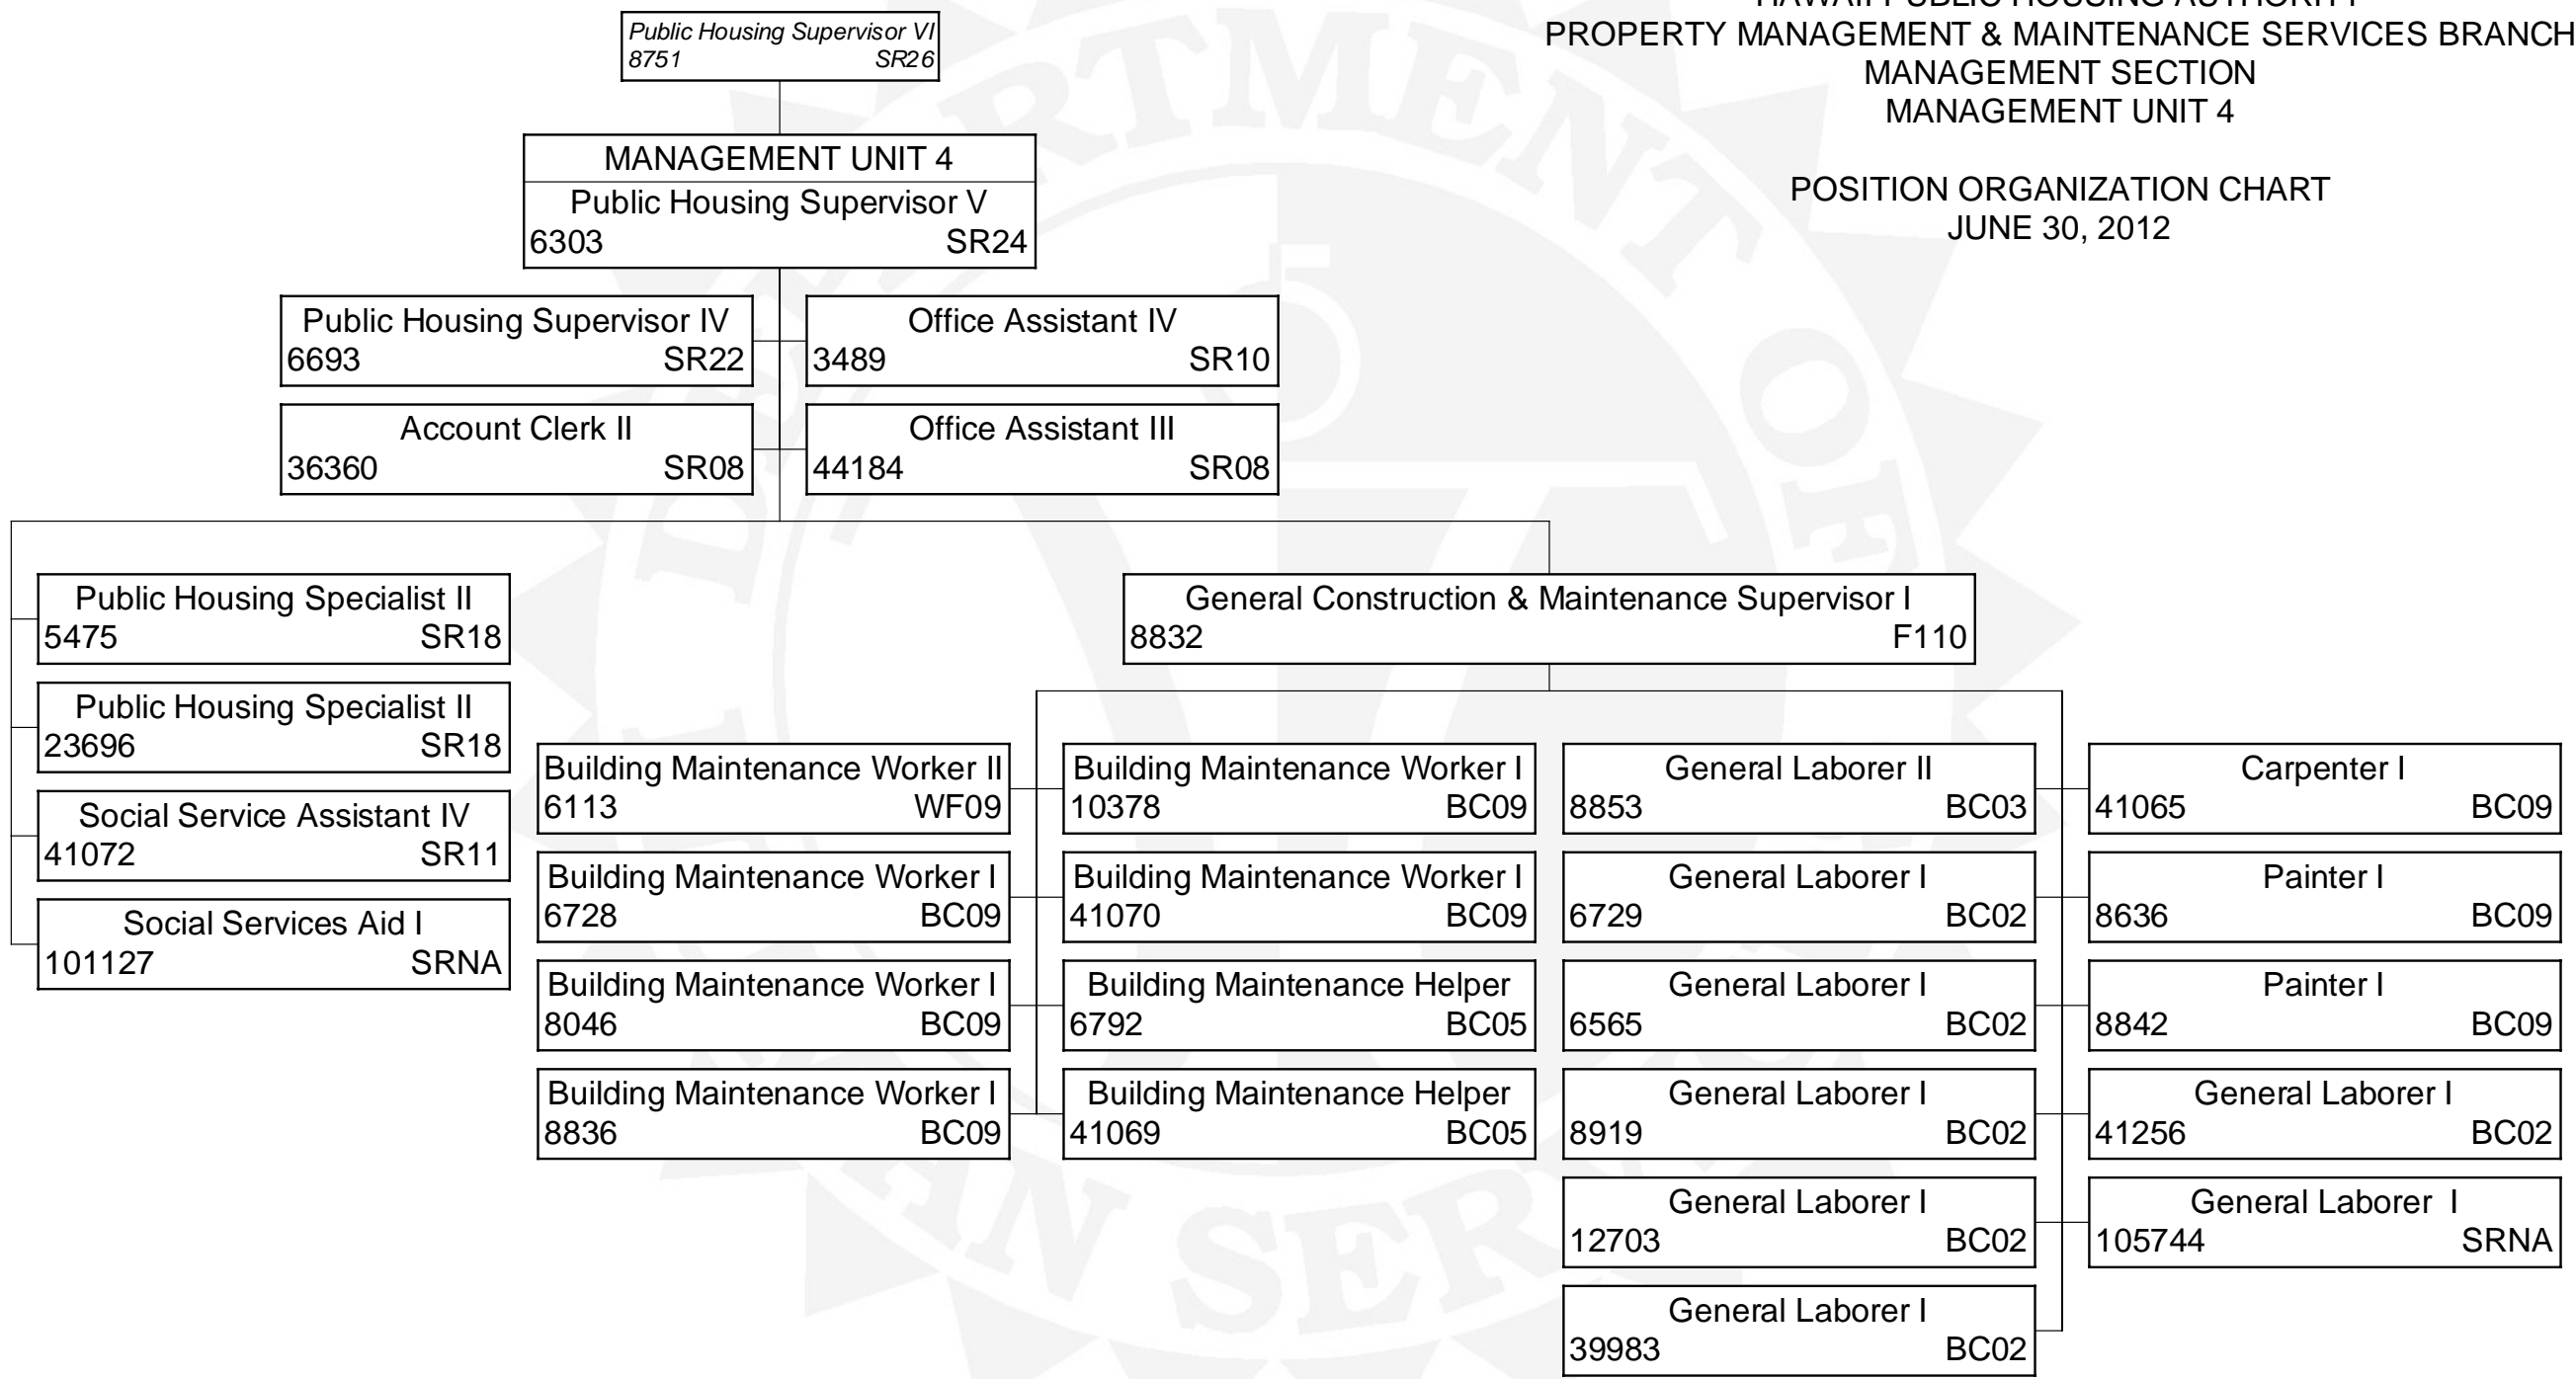 HAWAII PUBLIC HOUSING AUTHORITY
PROPERTY MANAGEMENT & MAINTENANCE SERVICES BRANCH
MANAGEMENT SECTION
MANAGEMENT UNIT 4
POSITION ORGANIZATION CHART
JUNE 30, 2012
Public Housing Supervisor VI
8751 SR26
MANAGEMENT UNIT 4
Public Housing Supervisor V
6303 SR24
Public Housing Supervisor IV
6693 SR22
Office Assistant IV
3489 SR10
Account Clerk II
36360 SR08
Office Assistant III
44184 SR08
Public Housing Specialist II
5475 SR18
Public Housing Specialist II
23696 SR18
Social Service Assistant IV
41072 SR11
Social Services Aid I
101127 SRNA
General Construction & Maintenance Supervisor I
8832 F110
Building Maintenance Worker II
6113 WF09
Building Maintenance Worker I
6728 BC09
Building Maintenance Worker I
8046 BC09
Building Maintenance Worker I
8836 BC09
Building Maintenance Worker I
10378 BC09
Building Maintenance Worker I
41070 BC09
Building Maintenance Helper
6792 BC05
Building Maintenance Helper
41069 BC05
General Laborer II
8853 BC03
General Laborer I
6729 BC02
General Laborer I
6565 BC02
General Laborer I
8919 BC02
General Laborer I
12703 BC02
General Laborer I
39983 BC02
Carpenter I
41065 BC09
Painter I
8636 BC09
Painter I
8842 BC09
General Laborer I
41256 BC02
General Laborer I
105744 SRNA